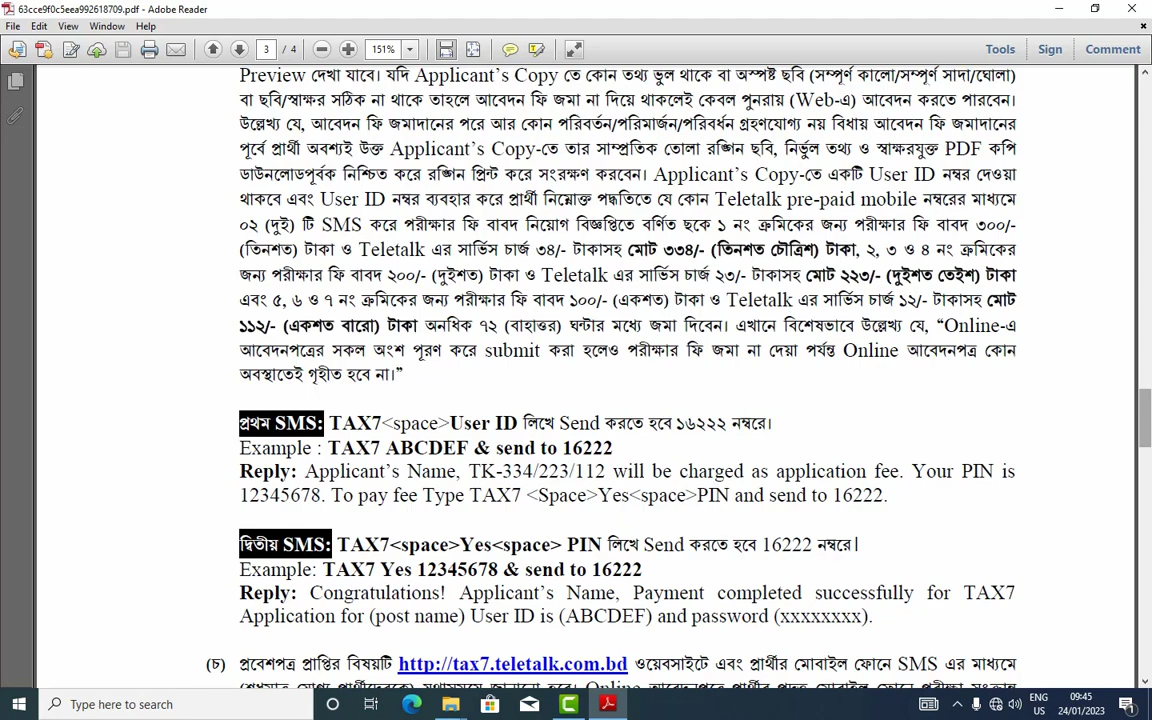 63cce9f0c5eea992618709.pdf - Adobe Reader
File Edit View Window Help
3 / 4 151% Tools Sign Comment
Preview দেখা যাবে। যদি Applicant's Copy তে কোন তথ্য ভুল থাকে বা অস্পষ্ট ছবি (সম্পূর্ণ কালো/সম্পূর্ণ সাদা/ঘোলা)
বা ছবি/স্বাক্ষর সঠিক না থাকে তাহলে আবেদন ফি জমা না দিয়ে থাকলেই কেবল পুনরায় (Web-এ) আবেদন করতে পারবেন।
উল্লেখ্য যে, আবেদন ফি জমাদানের পরে আর কোন পরিবর্তন/পরিমার্জন/পরিবর্ধন গ্রহণযোগ্য নয় বিধায় আবেদন ফি জমাদানের
পূর্বে প্রার্থী অবশ্যই উক্ত Applicant's Copy-তে তার সাম্প্রতিক তোলা রঙ্গিন ছবি, নির্ভুল তথ্য ও স্বাক্ষরযুক্ত PDF কপি
ডাউনলোডপূর্বক নিশ্চিত করে রঙ্গিন প্রিন্ট করে সংরক্ষণ করবেন। Applicant's Copy-তে একটি User ID নম্বর দেওয়া
থাকবে এবং User ID নম্বর ব্যবহার করে প্রার্থী নিম্নোক্ত পদ্ধতিতে যে কোন Teletalk pre-paid mobile নম্বরের মাধ্যমে
০২ (দুই) টি SMS করে পরীক্ষার ফি বাবদ নিয়োগ বিজ্ঞপ্তিতে বর্ণিত ছকে ১ নং ক্রমিকের জন্য পরীক্ষার ফি বাবদ ৩০০/-
(তিনশত) টাকা ও Teletalk এর সার্ভিস চার্জ ৩৪/- টাকাসহ মোট ৩৩৪/- (তিনশত চৌত্রিশ) টাকা, ২, ৩ ও ৪ নং ক্রমিকের
জন্য পরীক্ষার ফি বাবদ ২০০/- (দুইশত) টাকা ও Teletalk এর সার্ভিস চার্জ ২৩/- টাকাসহ মোট ২২৩/- (দুইশত তেইশ) টাকা
এবং ৫, ৬ ও ৭ নং ক্রমিকের জন্য পরীক্ষার ফি বাবদ ১০০/- (একশত) টাকা ও Teletalk এর সার্ভিস চার্জ ১২/- টাকাসহ মোট
১১২/- (একশত বারো) টাকা অনধিক ৭২ (বাহাত্তর) ঘন্টার মধ্যে জমা দিবেন। এখানে বিশেষভাবে উল্লেখ্য যে, “Online-এ
আবেদনপত্রের সকল অংশ পূরণ করে submit করা হলেও পরীক্ষার ফি জমা না দেয়া পর্যন্ত Online আবেদনপত্র কোন
অবস্থাতেই গৃহীত হবে না।”
প্রথম SMS: TAX7<space>User ID লিখে Send করতে হবে ১৬২২২ নম্বরে।
Example : TAX7 ABCDEF & send to 16222
Reply: Applicant's Name, TK-334/223/112 will be charged as application fee. Your PIN is
12345678. To pay fee Type TAX7 <Space>Yes<space>PIN and send to 16222.
দ্বিতীয় SMS: TAX7<space>Yes<space> PIN লিখে Send করতে হবে 16222 নম্বরে।
Example: TAX7 Yes 12345678 & send to 16222
Reply: Congratulations! Applicant's Name, Payment completed successfully for TAX7
Application for (post name) User ID is (ABCDEF) and password (xxxxxxxx).
(চ) প্রবেশপত্র প্রাপ্তির বিষয়টি http://tax7.teletalk.com.bd ওয়েবসাইটে এবং প্রার্থীর মোবাইল ফোনে SMS এর মাধ্যমে
Type here to search
ENG
US
09:45
24/01/2023